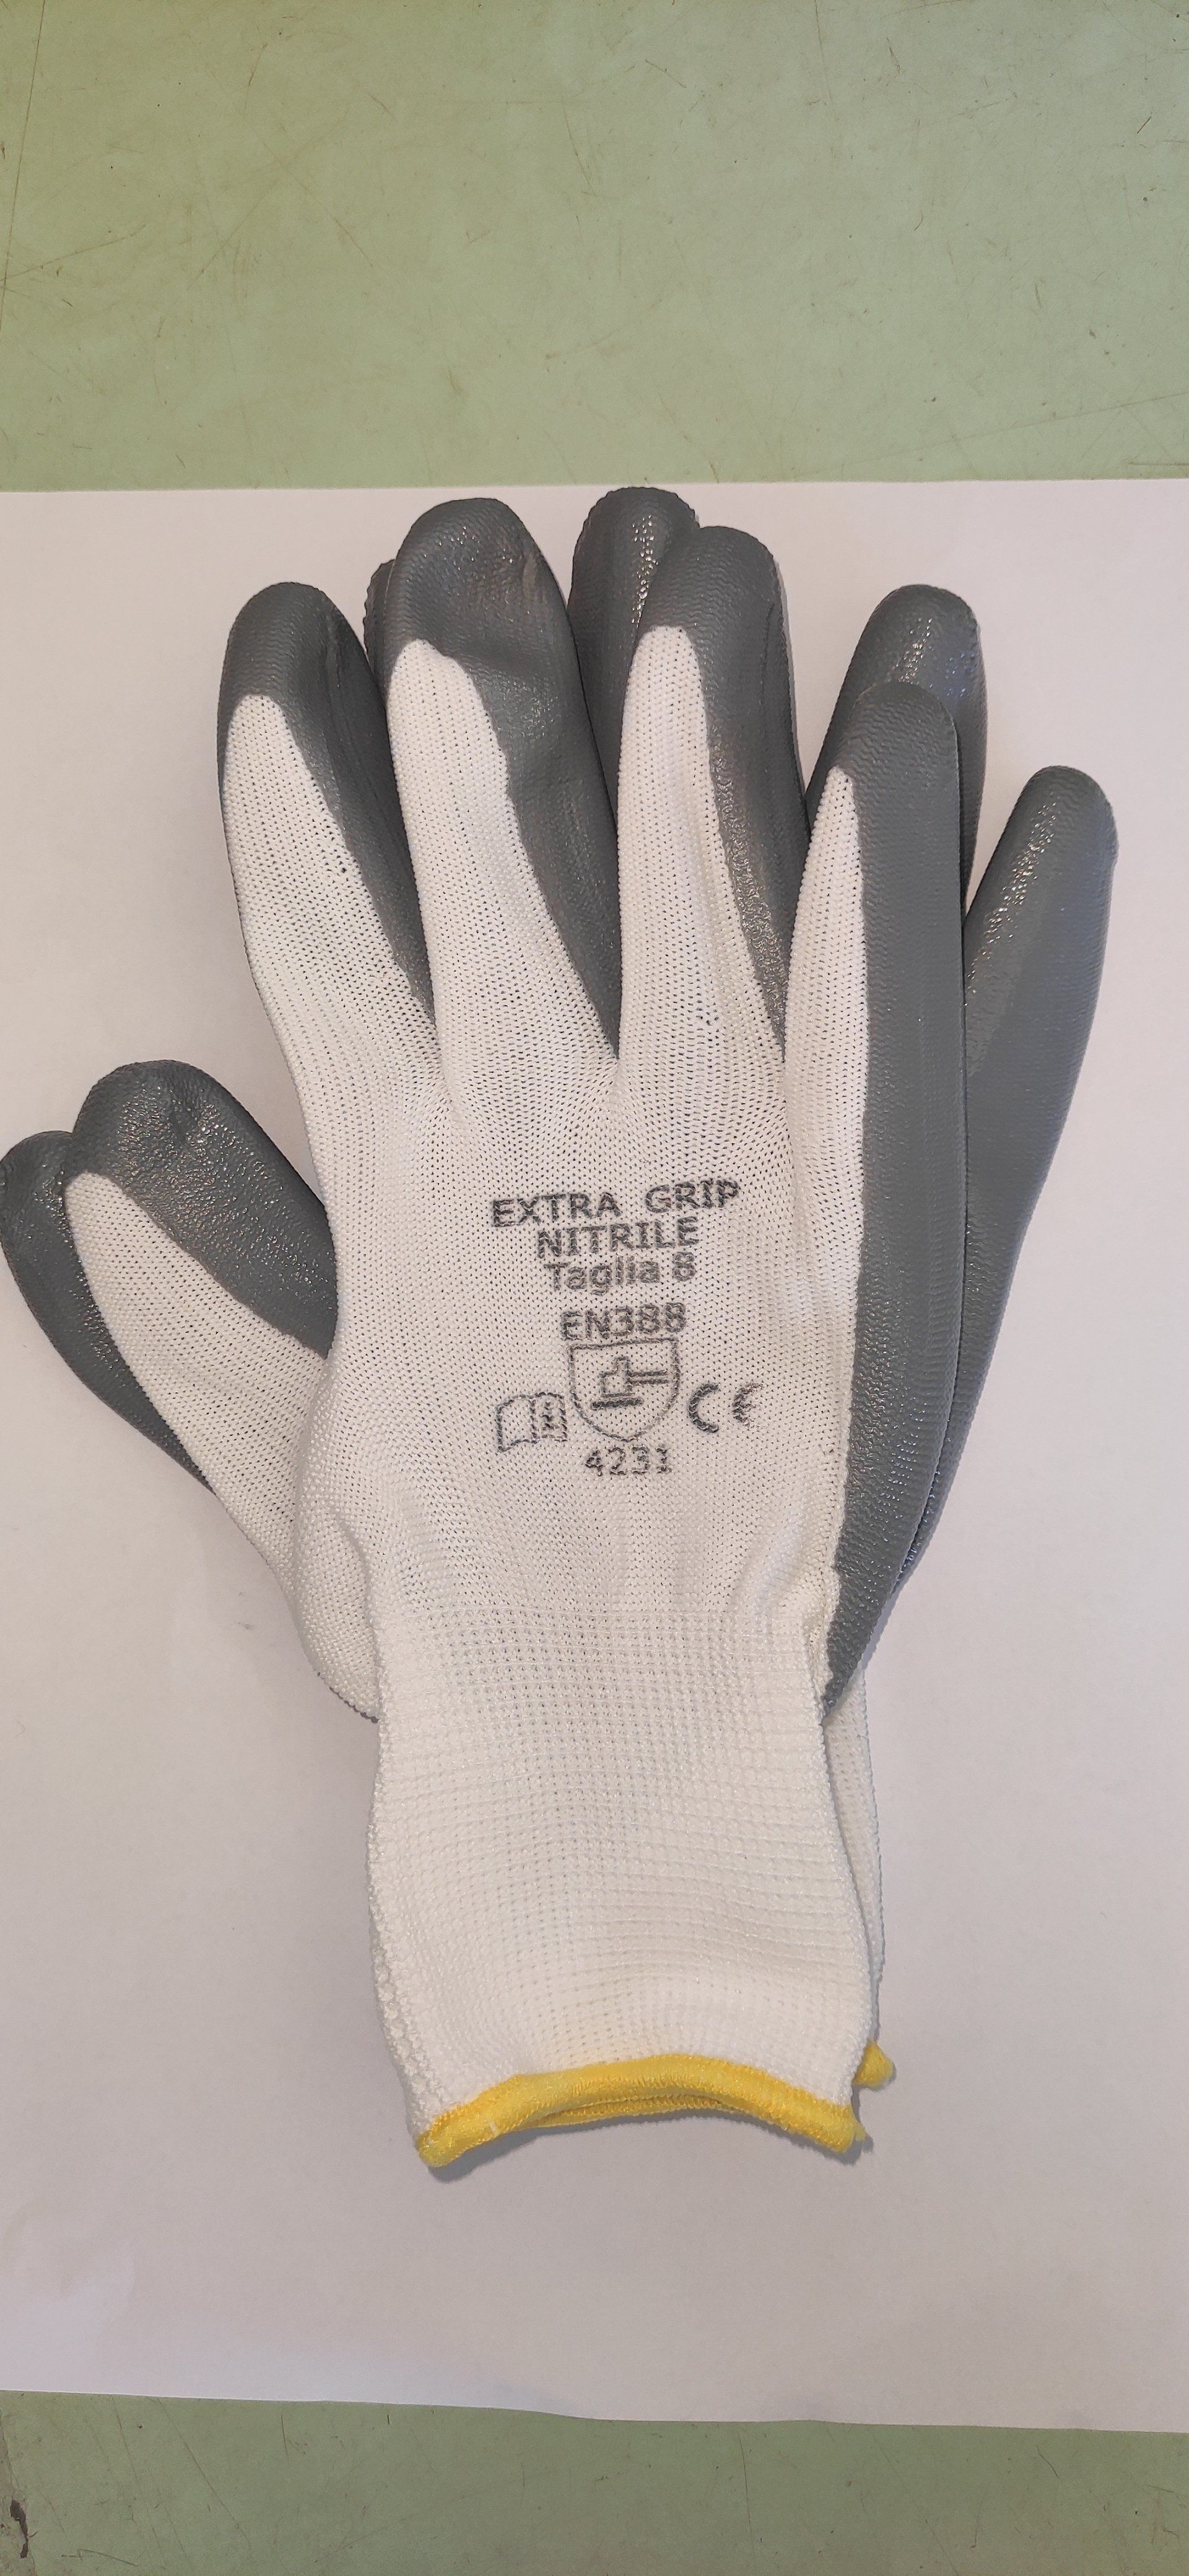 EXTRA GRIP
NITRILE
Taglia 8
EN388
i CE
4231